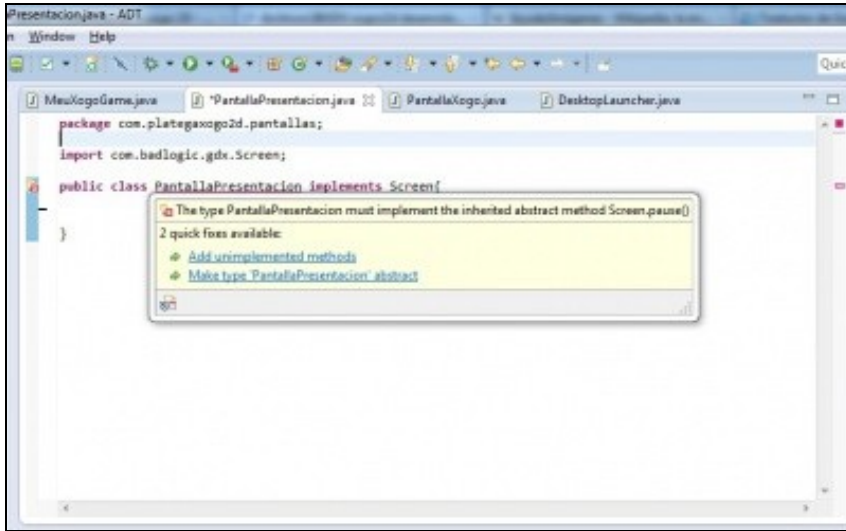 Presentacion.java - ADT
n Window Help
Quic
MeuXogoGame.java *PantallaPresentacion.java PantallaXogo.java DesktopLauncher.java
package com.plategaxogo2d.pantallas;
import com.badlogic.gdx.Screen;
public class PantallaPresentacion implements Screen{
The type PantallaPresentacion must implement the inherited abstract method Screen.pause()
2 quick fixes available:
Add unimplemented methods
Make type 'PantallaPresentacion' abstract
}